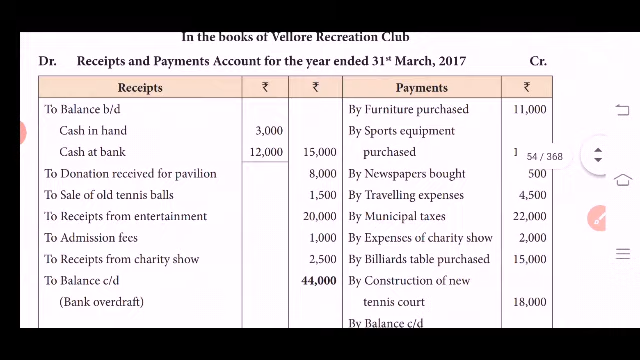 In the books of Vellore Recreation Club
Dr. Receipts and Payments Account for the year ended 31st March, 2017 Cr.
Receipts ₹ ₹ Payments ₹
To Balance b/d By Furniture purchased 11,000
Cash in hand 3,000 By Sports equipment
Cash at bank 12,000 15,000 purchased
54 / 368
To Donation received for pavilion 8,000 By Newspapers bought 500
To Sale of old tennis balls 1,500 By Travelling expenses 4,500
To Receipts from entertainment 20,000 By Municipal taxes 22,000
To Admission fees 1,000 By Expenses of charity show 2,000
To Receipts from charity show 2,500 By Billiards table purchased 15,000
To Balance c/d 44,000 By Construction of new
(Bank overdraft) tennis court 18,000
By Balance c/d